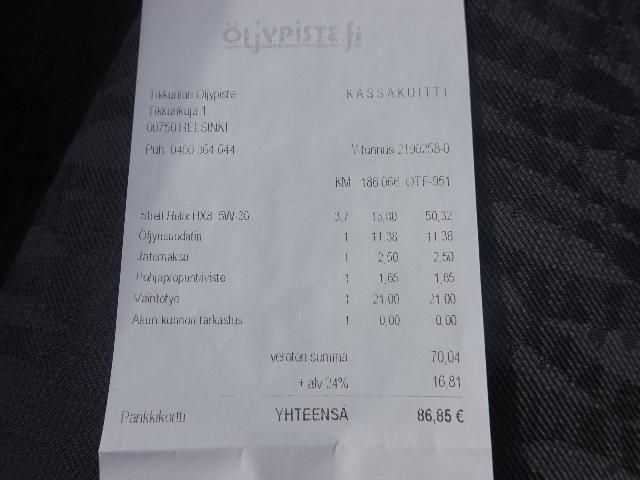 ÖLJYPISTE.fi
Tikkurilan Öljypiste KASSAKUITTI
Tikkurikuja 1
00750 HELSINKI
Puh. 0400 364 644 Y-tunnus 2190258-0
KM. 186 066 OTF-951
Shell Helix HX8 5W-30 3,7 13,60 50,32
Öljynsuodatin 1 11,38 11,38
Jätemaksu 1 2,50 2,50
Pohjapropuntiiviste 1 1,65 1,65
Vaihtotyö 1 21,00 21,00
Akun kunnon tarkastus 1 0,00 0,00
veroton summa 70,04
+ alv 24% 16,81
Pankkikortti YHTEENSÄ 86,85 €